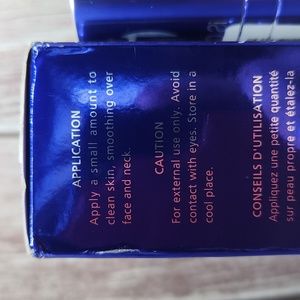 APPLICATION
Apply a small amount to
clean skin, smoothing over
face and neck.
CAUTION
For external use only. Avoid
contact with eyes. Store in a
cool place.
CONSEILS D'UTILISATION
Appliquez une petite quantité
sur peau propre et étalez-la